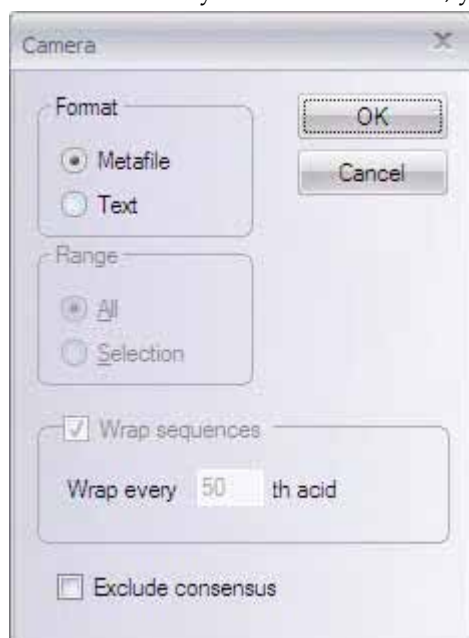 Camera
Format
OK
Metafile
Cancel
Text
Range
All
Selection
Wrap sequences
Wrap every 50 th acid
Exclude consensus